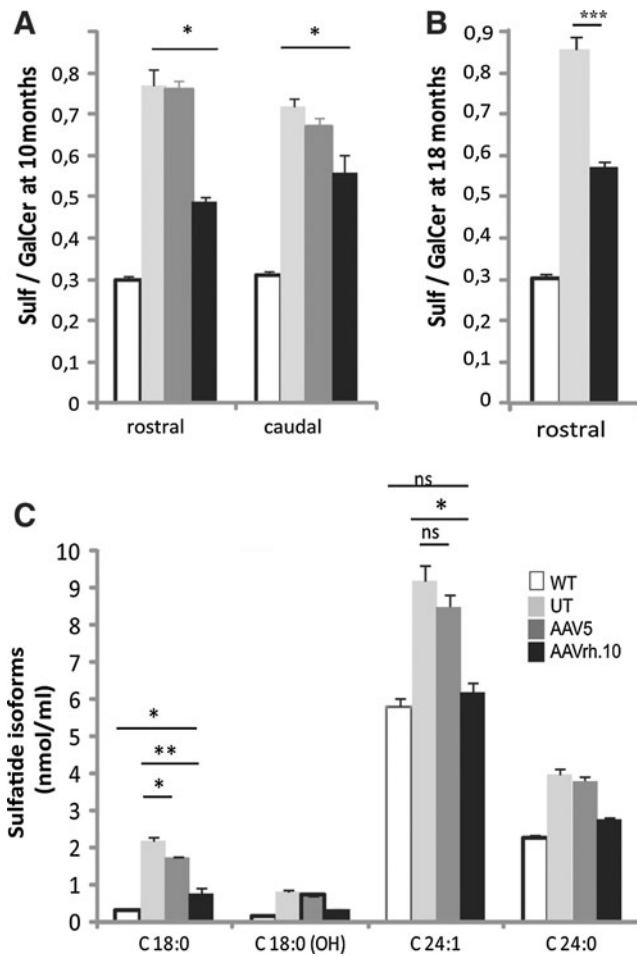 A
B
Sulf / GalCer at 10months
0,8
0,7
0,6
0,5
0,4
0,3
0,2
0,1
0
*
*
rostral
caudal
Sulf / GalCer at 18 months
0,9
0,8
0,7
0,6
0,5
0,4
0,3
0,2
0,1
0
***
rostral
C
Sulfatide isoforms
(nmol/ml)
10
9
8
7
6
5
4
3
2
1
0
*
**
*
ns
*
ns
WT
UT
AAV5
AAVrh.10
C 18:0
C 18:0 (OH)
C 24:1
C 24:0